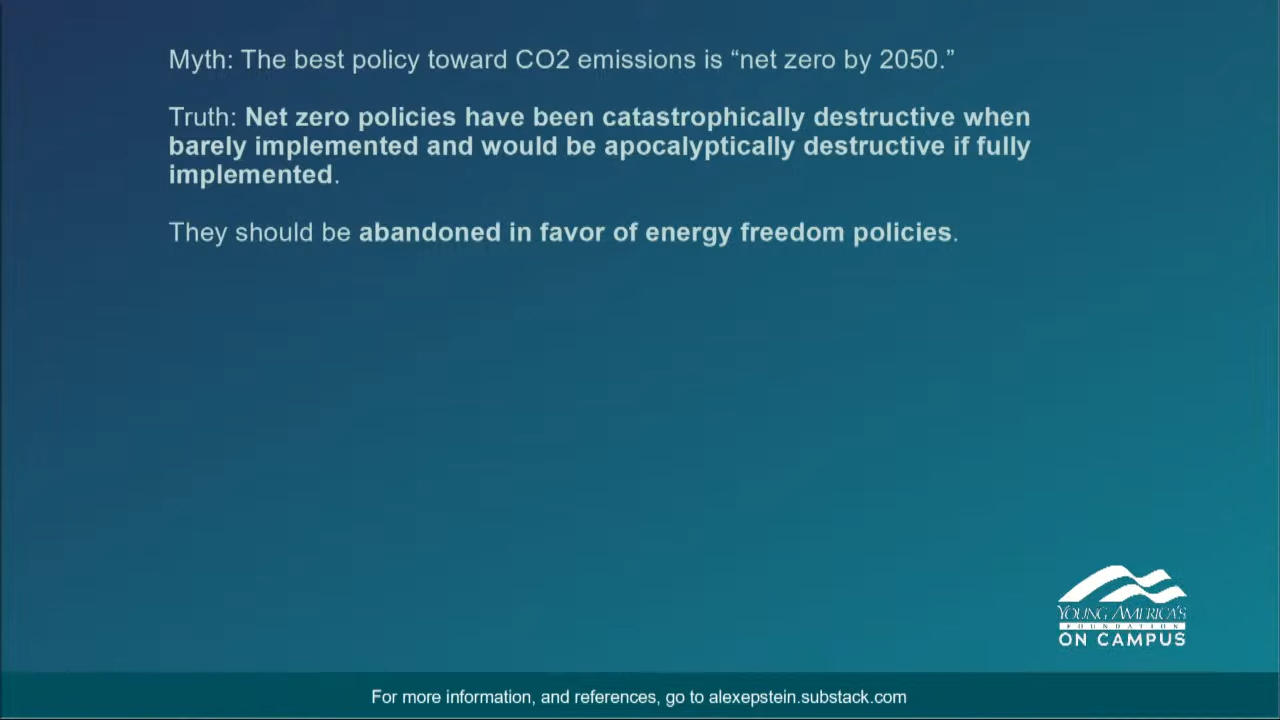 Myth: The best policy toward CO2 emissions is “net zero by 2050.”
Truth: Net zero policies have been catastrophically destructive when
barely implemented and would be apocalyptically destructive if fully
implemented.
They should be abandoned in favor of energy freedom policies.
YOUNG AMERICA'S
FOUNDATION
ON CAMPUS
For more information, and references, go to alexepstein.substack.com